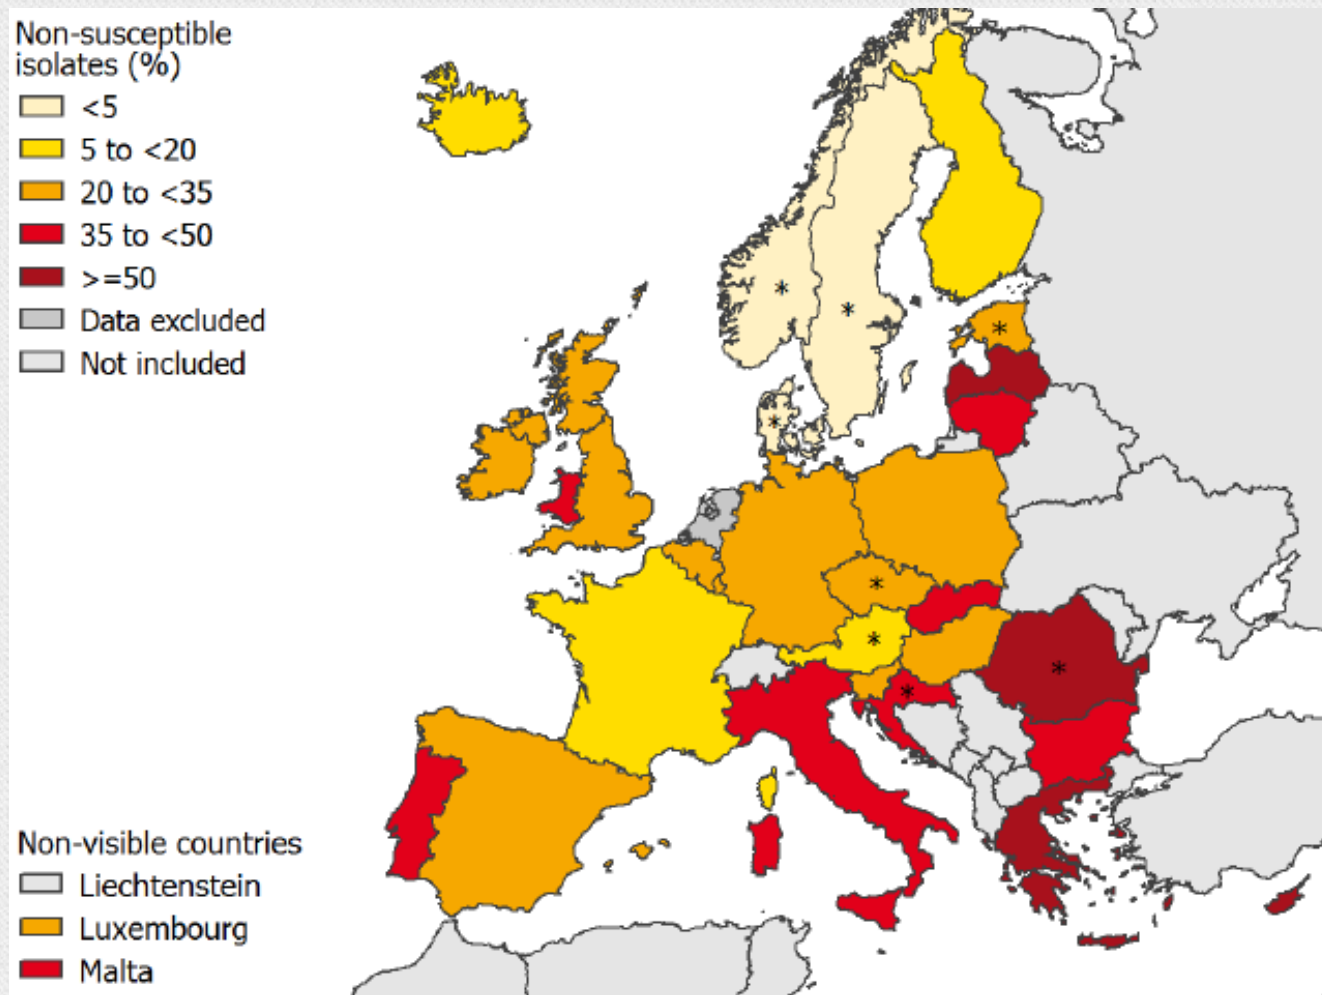 Non-susceptible
isolates (%)
<5
5 to <20
20 to <35
35 to <50
>=50
Data excluded
Not included
*
*
*
*
*
*
*
*
Non-visible countries
Liechtenstein
Luxembourg
Malta